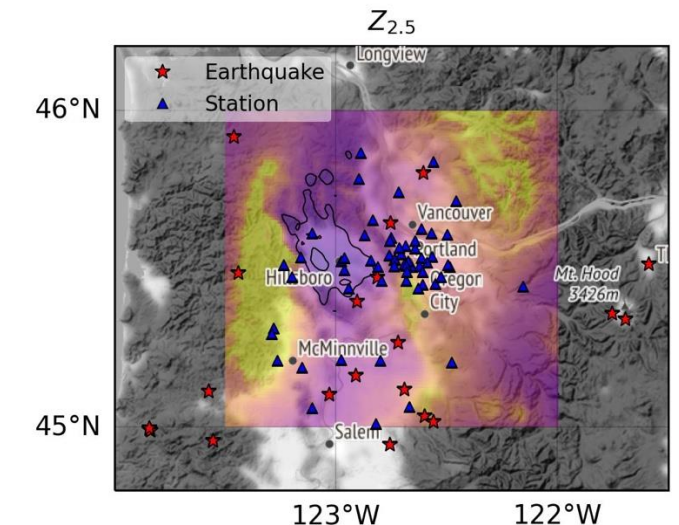 Z2.5
Longview
Earthquake
Station
46°N
Vancouver
Portland
Hillsboro
Oregon
City
Mt. Hood
3426m
McMinnville
45°N
Salem
123°W
122°W